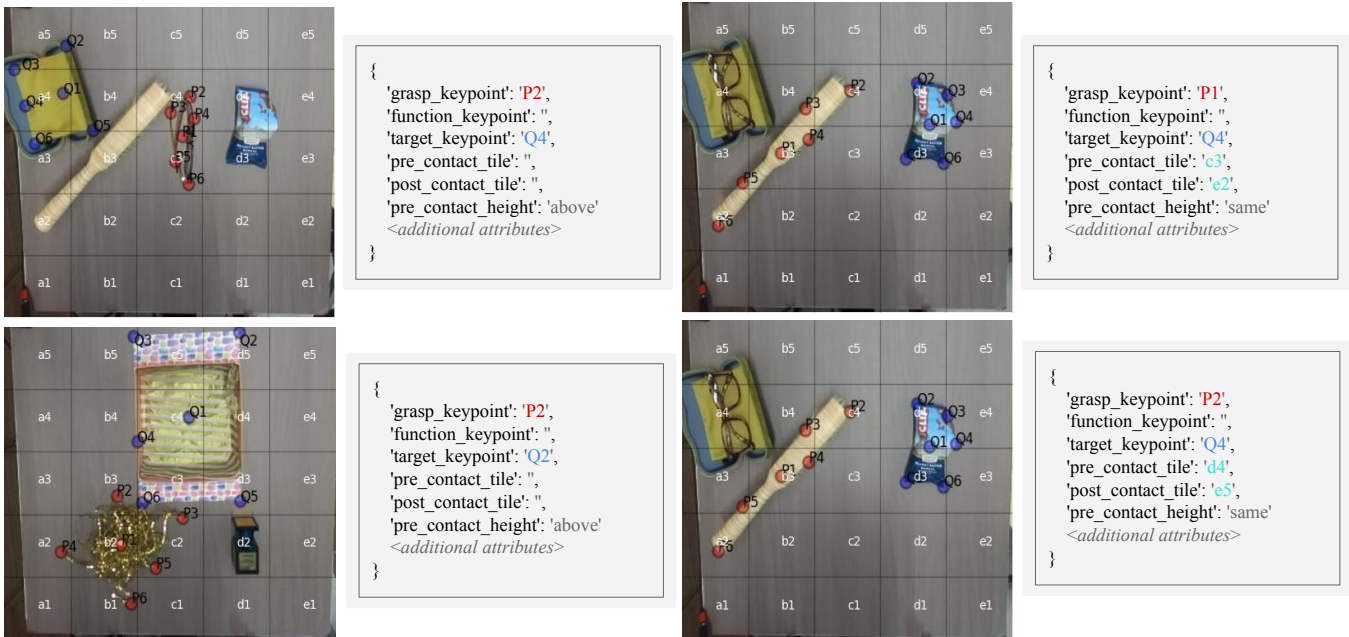 a5 b5 c5 d5 e5
Q2
Q3
Q1
a4 b4 c4 P2 d4 e4
Q4 P3 P4
Q5 P1
Q6
a3 b3 P5 c3 d3 e3
P6
a2 b2 c2 d2 e2
a1 b1 c1 d1 e1
{
'grasp_keypoint': 'P2',
'function_keypoint': '',
'target_keypoint': 'Q4',
'pre_contact_tile': '',
'post_contact_tile': '',
'pre_contact_height': 'above'
<additional attributes>
}
a5 b5 c5 d5 e5
P2 Q2
a4 b4 c4 d4 Q3 e4
P3 Q1 Q4
P4
P1
a3 b3 c3 d3 Q6 e3
P5
a2 b2 c2 d2 e2
P6
a1 b1 c1 d1 e1
{
'grasp_keypoint': 'P1',
'function_keypoint': '',
'target_keypoint': 'Q4',
'pre_contact_tile': 'c3',
'post_contact_tile': 'e2',
'pre_contact_height': 'same'
<additional attributes>
}
Q3 Q2
a5 b5 c5 d5 e5
a4 b4 c4 Q1 d4 e4
Q4
a3 b3 c3 d3 e3
P2 Q6 Q5
P3
a2 b2 c2 d2 e2
P4 P5
P6
a1 b1 c1 d1 e1
{
'grasp_keypoint': 'P2',
'function_keypoint': '',
'target_keypoint': 'Q2',
'pre_contact_tile': '',
'post_contact_tile': '',
'pre_contact_height': 'above'
<additional attributes>
}
a5 b5 c5 d5 e5
P2 Q2
a4 b4 c4 d4 Q3 e4
P3 Q1 Q4
P4
P1
a3 b3 c3 d3 Q6 e3
P5
a2 b2 c2 d2 e2
P6
a1 b1 c1 d1 e1
{
'grasp_keypoint': 'P2',
'function_keypoint': '',
'target_keypoint': 'Q4',
'pre_contact_tile': 'd4',
'post_contact_tile': 'e5',
'pre_contact_height': 'same'
<additional attributes>
}